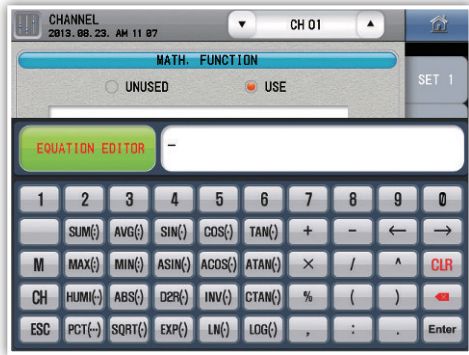 CHANNEL
2013.08.23. AM 11 07
▼ CH 01 ▲
MATH. FUNCTION
UNUSED USE
SET 1
EQUATION EDITOR -
1 2 3 4 5 6 7 8 9 0
SUM(:) AVG(:) SIN(:) COS(:) TAN(:) + - ← →
M MAX(:) MIN(:) ASIN(:) ACOS(:) ATAN(:) × / ^ CLR
CH HUMI(-) ABS(:) D2R(:) INV(:) CTAN(:) % ( )
ESC PCT(--) SQRT(:) EXP(:) LN(:) LOG(:) , : . Enter